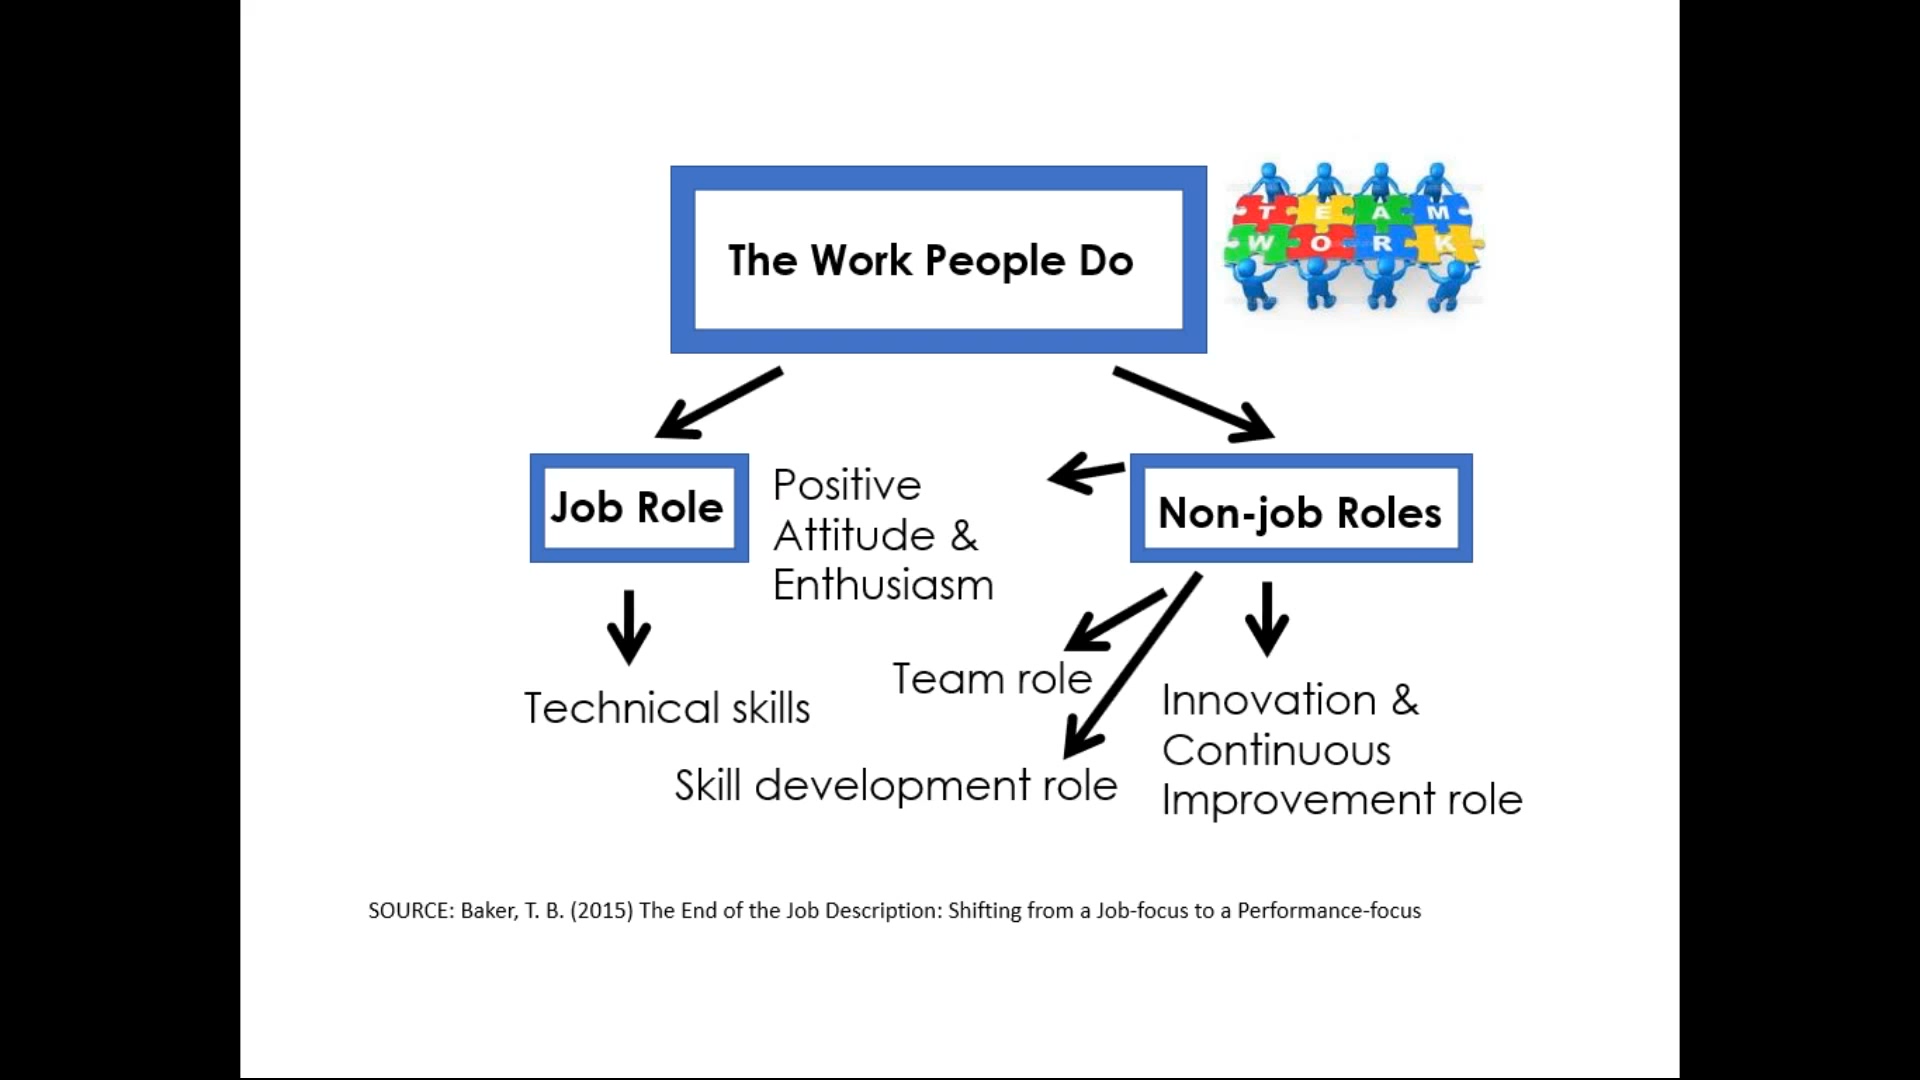 The Work People Do
T E A M
W O R K
Job Role
Positive
Attitude &
Enthusiasm
Non-job Roles
Technical skills
Team role
Skill development role
Innovation &
Continuous
Improvement role
SOURCE: Baker, T. B. (2015) The End of the Job Description: Shifting from a Job-focus to a Performance-focus